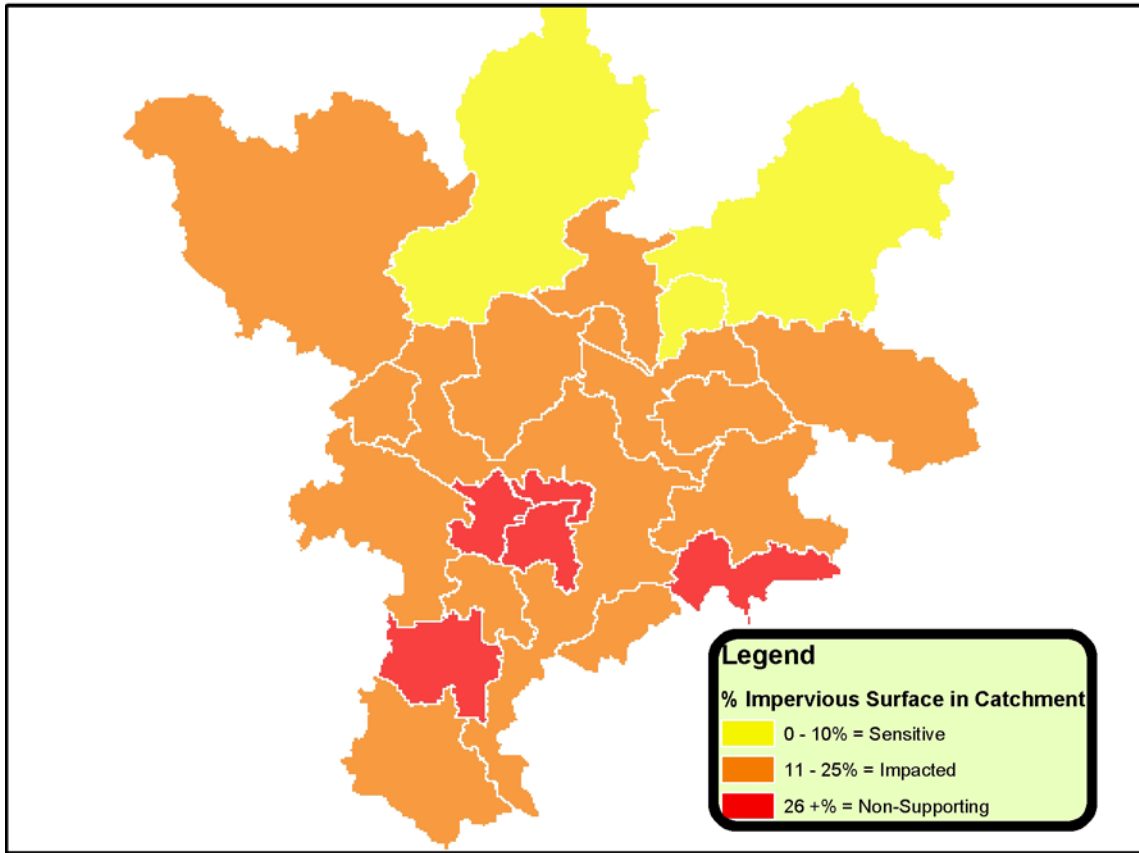 Legend
% Impervious Surface in Catchment
0 - 10% = Sensitive
11 - 25% = Impacted
26 +% = Non-Supporting